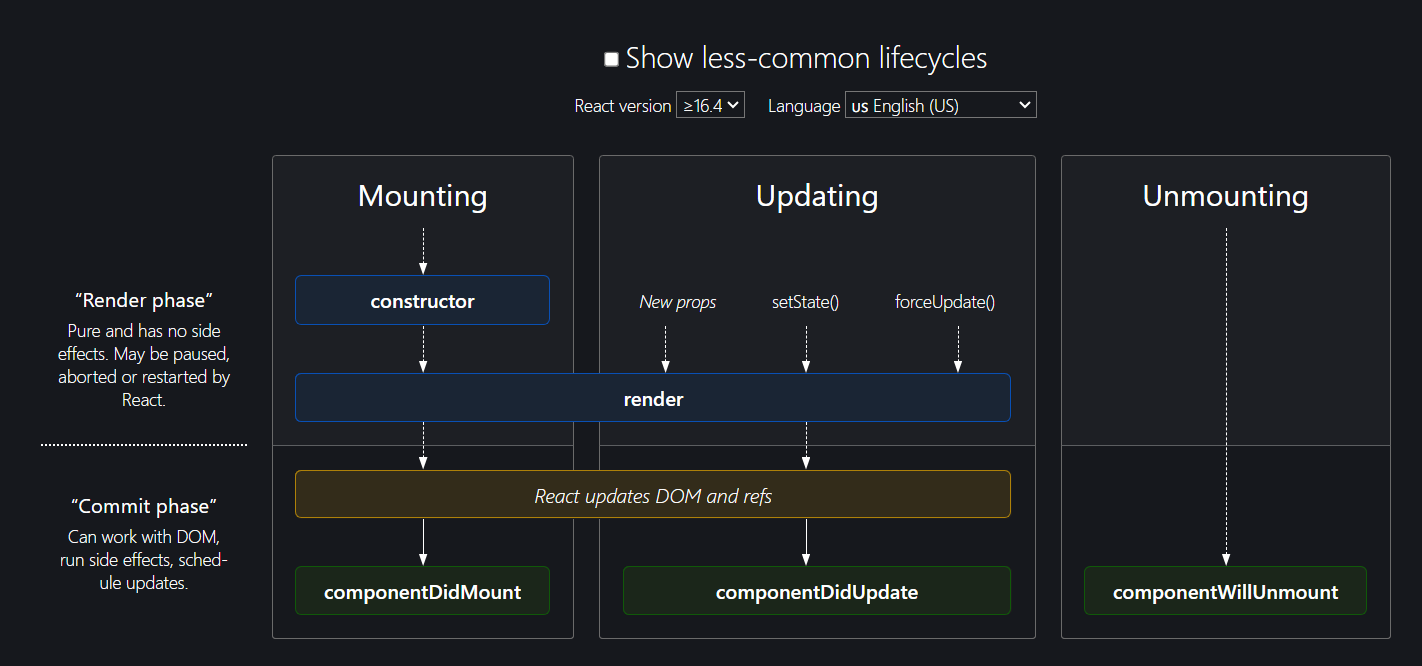 Show less-common lifecycles
React version ≥16.4 Language us English (US)
Mounting
Updating
Unmounting
“Render phase”
Pure and has no side
effects. May be paused,
aborted or restarted by
React.
constructor
New props
setState()
forceUpdate()
render
“Commit phase”
Can work with DOM,
run side effects, sched-
ule updates.
React updates DOM and refs
componentDidMount
componentDidUpdate
componentWillUnmount